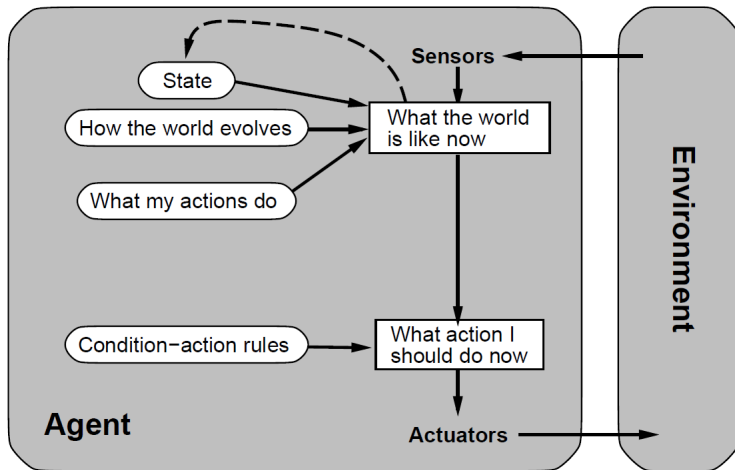 Sensors
State
What the world
is like now
How the world evolves
What my actions do
Condition−action rules
What action I
should do now
Agent
Actuators
Environment